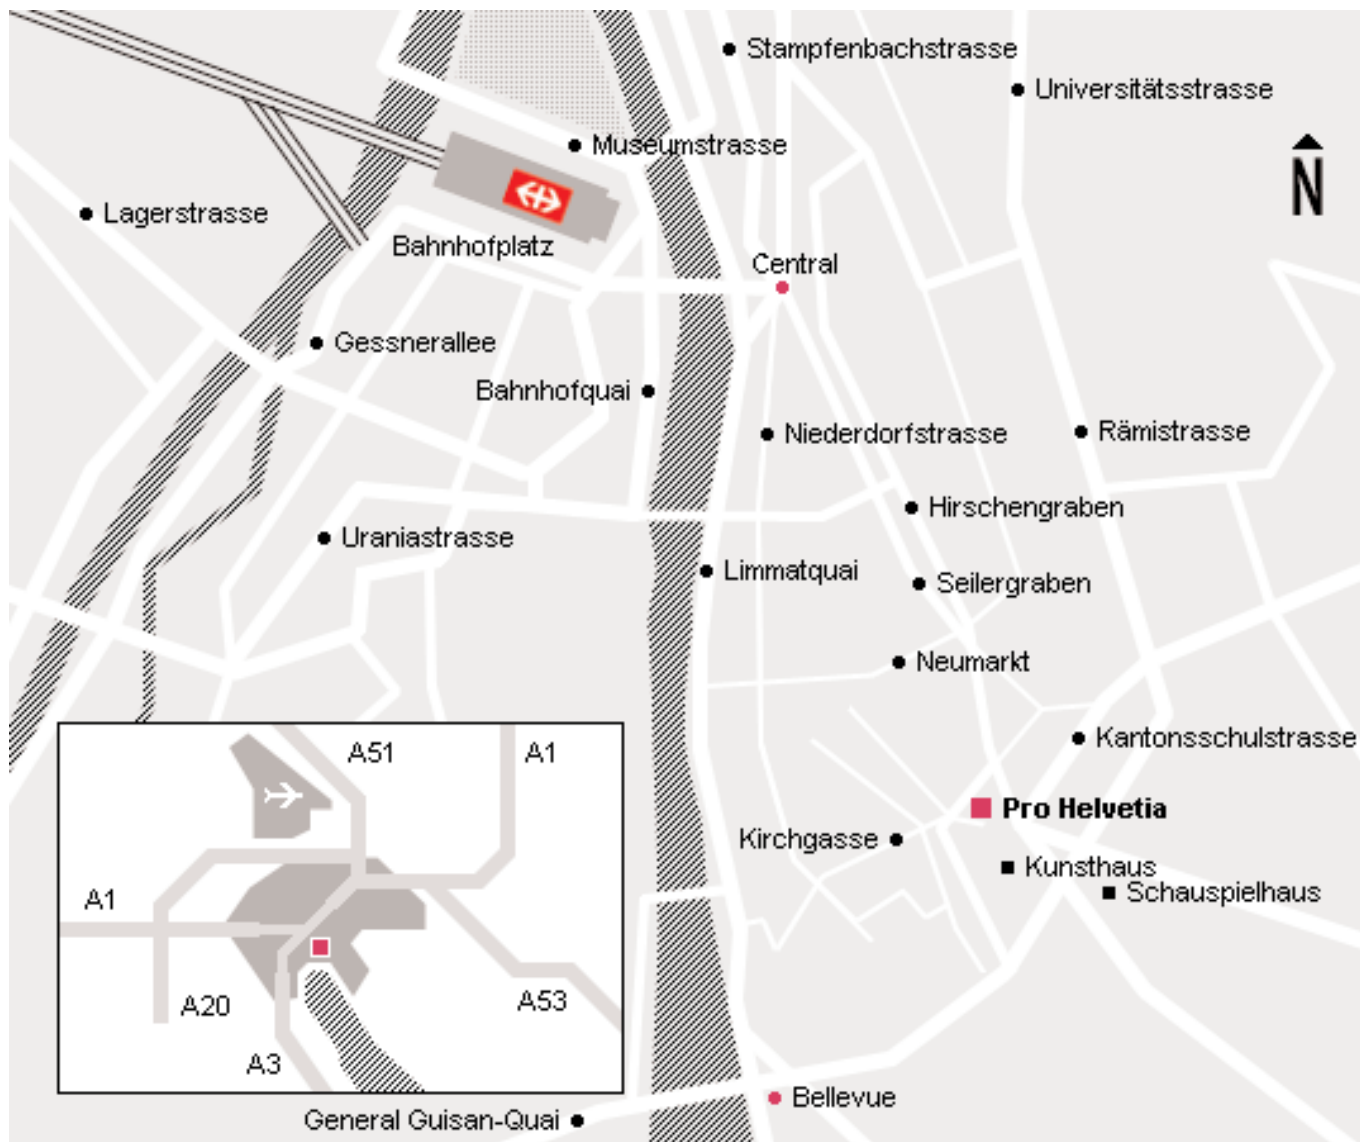 Stampfenbachstrasse
Universitätsstrasse
Museumstrasse
N
Lagerstrasse
Bahnhofplatz
Central
Gessnerallee
Bahnhofquai
Niederdorfstrasse
Rämistrasse
Hirschengraben
Uraniastrasse
Limmatquai
Seilergraben
Neumarkt
Kantonsschulstrasse
A51
A1
Pro Helvetia
Kirchgasse
Kunsthaus
Schauspielhaus
A1
A20
A53
A3
Bellevue
General Guisan-Quai